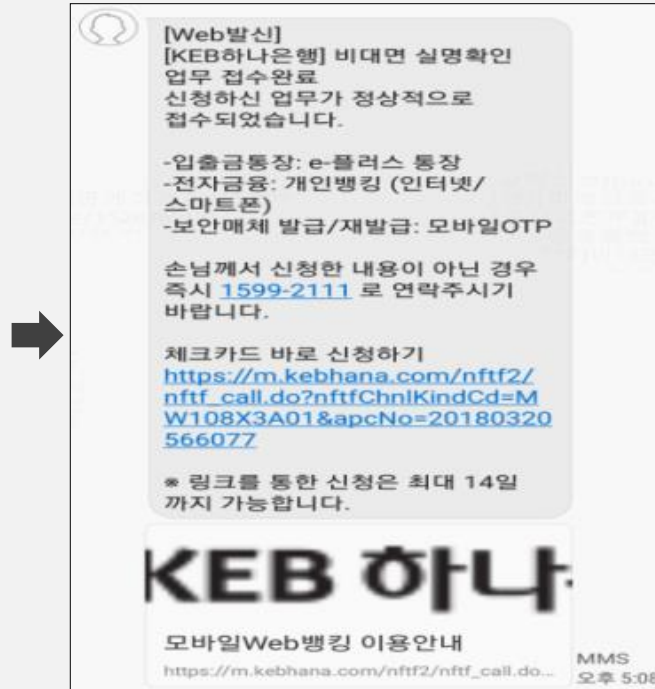 [Web발신]
[KEB하나은행] 비대면 실명확인
업무 접수완료
신청하신 업무가 정상적으로
접수되었습니다.
-입출금통장: e-플러스 통장
-전자금융: 개인뱅킹 (인터넷/
스마트폰)
-보안매체 발급/재발급: 모바일OTP
손님께서 신청한 내용이 아닌 경우
즉시 1599-2111 로 연락주시기
바랍니다.
체크카드 바로 신청하기
https://m.kebhana.com/nftf2/
nftf_call.do?nftfChnlKindCd=M
W108X3A01&apcNo=20180320
566077
※ 링크를 통한 신청은 최대 14일
까지 가능합니다.
KEB 하나
모바일Web뱅킹 이용안내
https://m.kebhana.com/nftf2/nftf_call.do...
MMS
오후 5:08